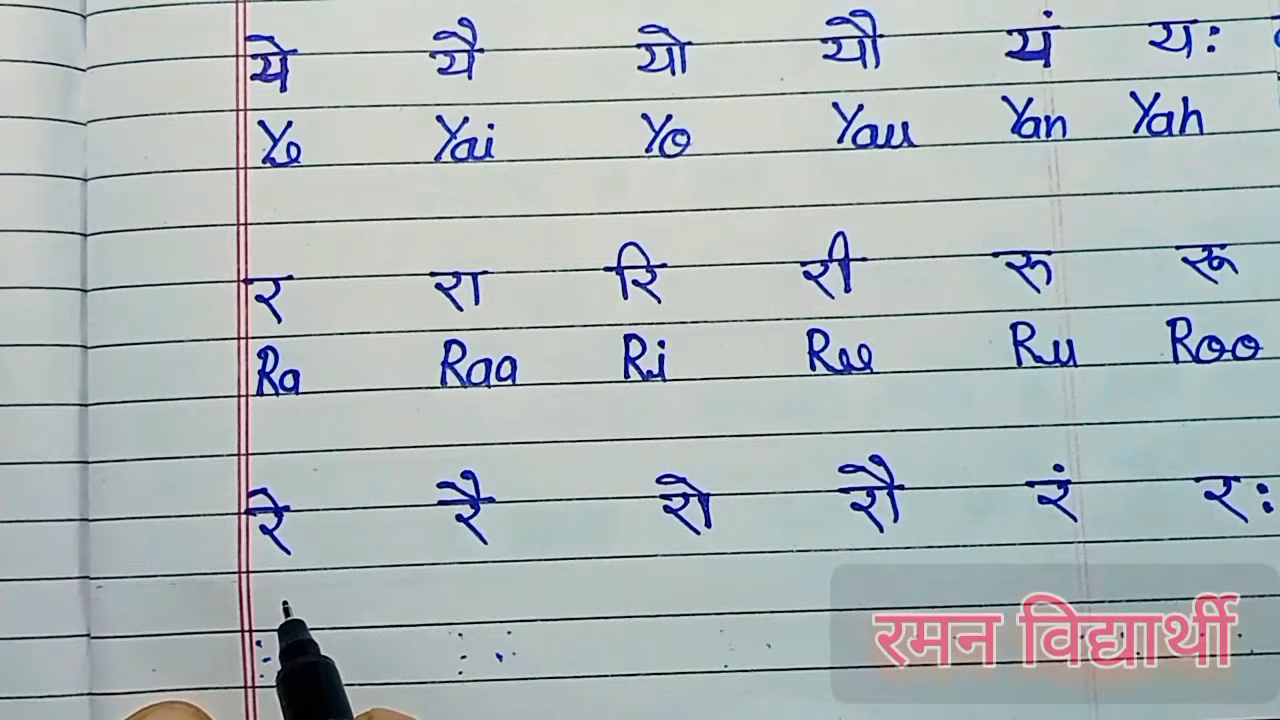 ये यै यो यौ यं यः
Ye Yai Yo Yau Yan Yah
र रा रि री रु रू
Ra Raa Ri Ree Ru Roo
रे रै रो रौ रं रः
रमन विद्यार्थी